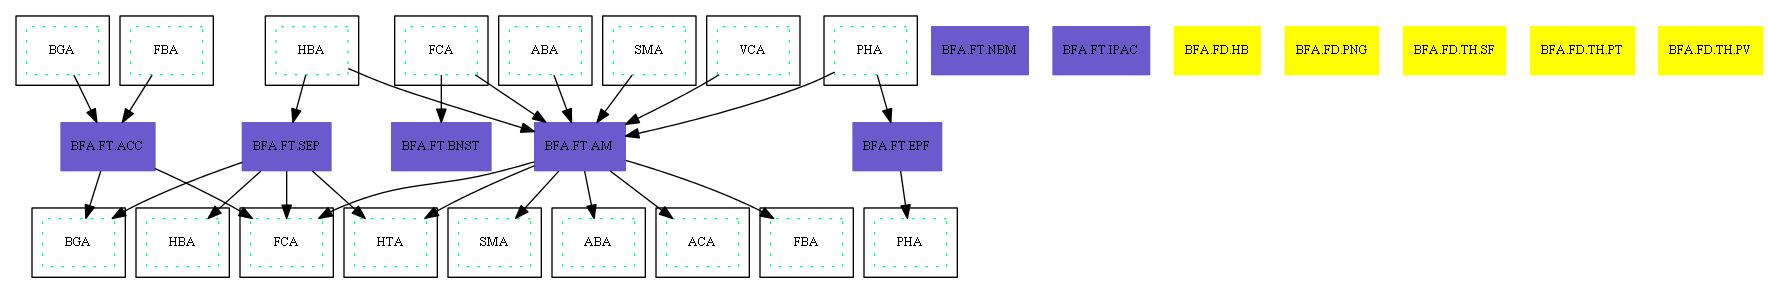 BGA
FBA
HBA
FCA
ABA
SMA
VCA
PHA
BFA.FT.NBM
BFA.FT.IPAC
BFA.FD.HB
BFA.FD.PNG
BFA.FD.TH.SF
BFA.FD.TH.PT
BFA.FD.TH.PV
BFA.FT.ACC
BFA.FT.SEP
BFA.FT.BNST
BFA.FT.AM
BFA.FT.EPF
BGA
HBA
FCA
HTA
SMA
ABA
ACA
FBA
PHA